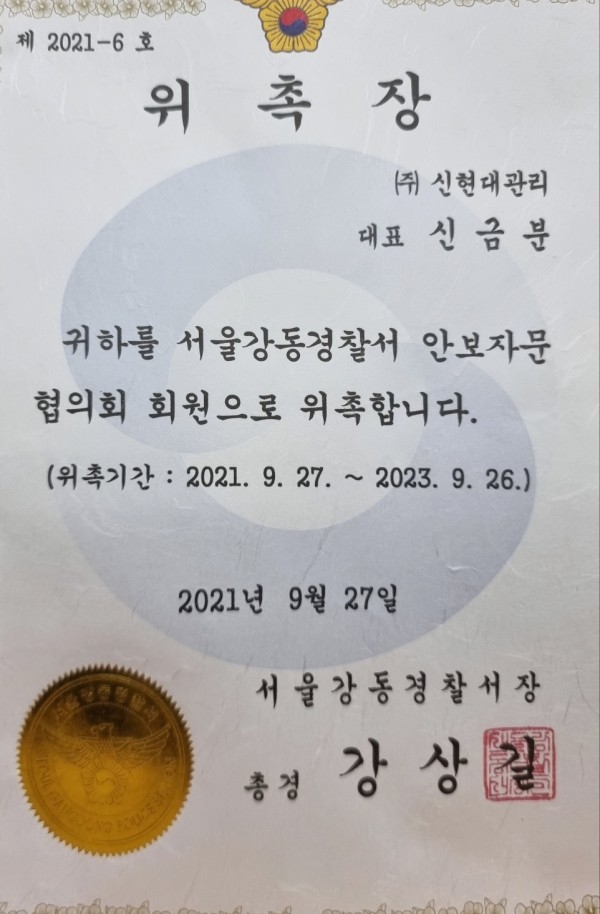 제 2021-6 호
위 촉 장
㈜ 신현대관리
대표 신 금 분
귀하를 서울강동경찰서 안보자문
협의회 회원으로 위촉합니다.
(위촉기간 : 2021. 9. 27. ~ 2023. 9. 26.)
2021년 9월 27일
서울강동경찰서장
총경 강 상 길